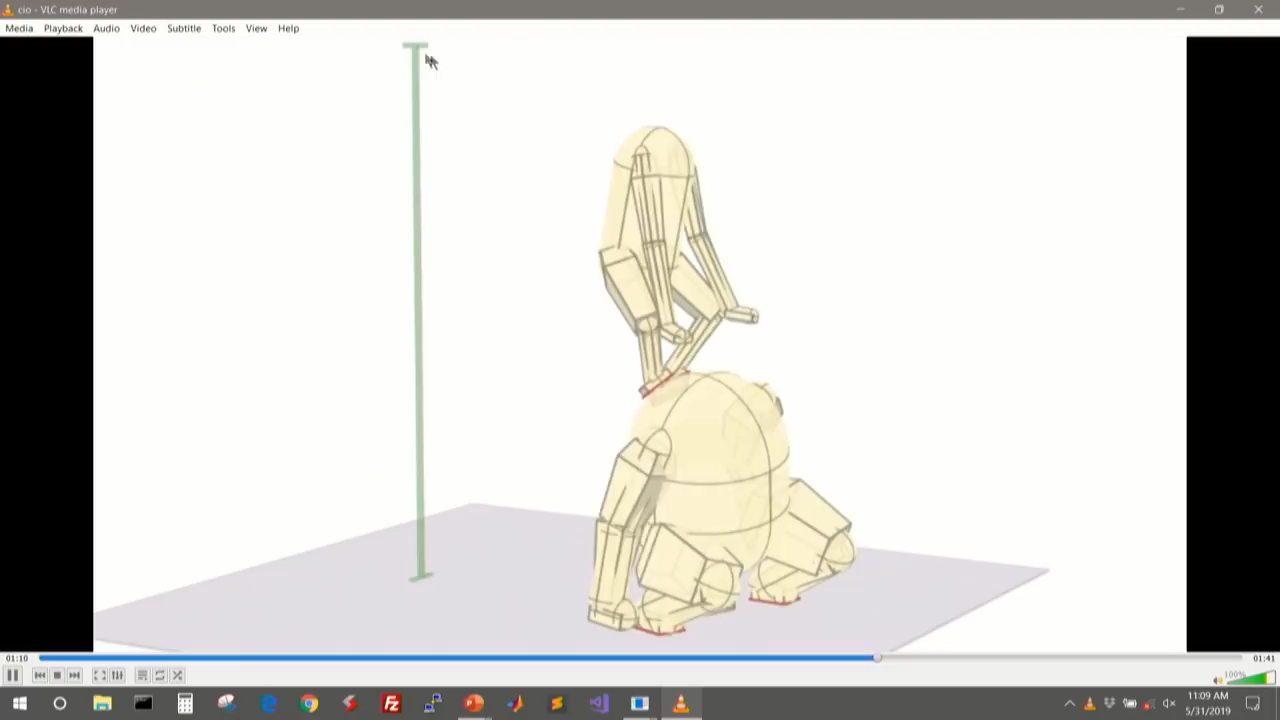 cio - VLC media player
Media Playback Audio Video Subtitle Tools View Help
01:10
01:41
100%
11:09 AM
5/31/2019